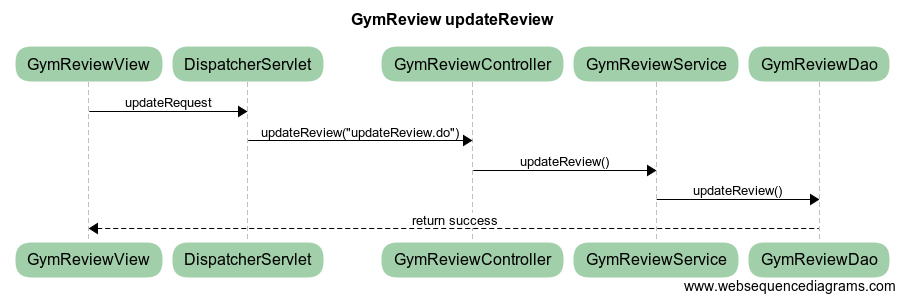 GymReview updateReview
GymReviewView DispatcherServlet GymReviewController GymReviewService GymReviewDao
updateRequest
updateReview("updateReview.do")
updateReview()
updateReview()
return success
GymReviewView DispatcherServlet GymReviewController GymReviewService GymReviewDao
www.websequencediagrams.com